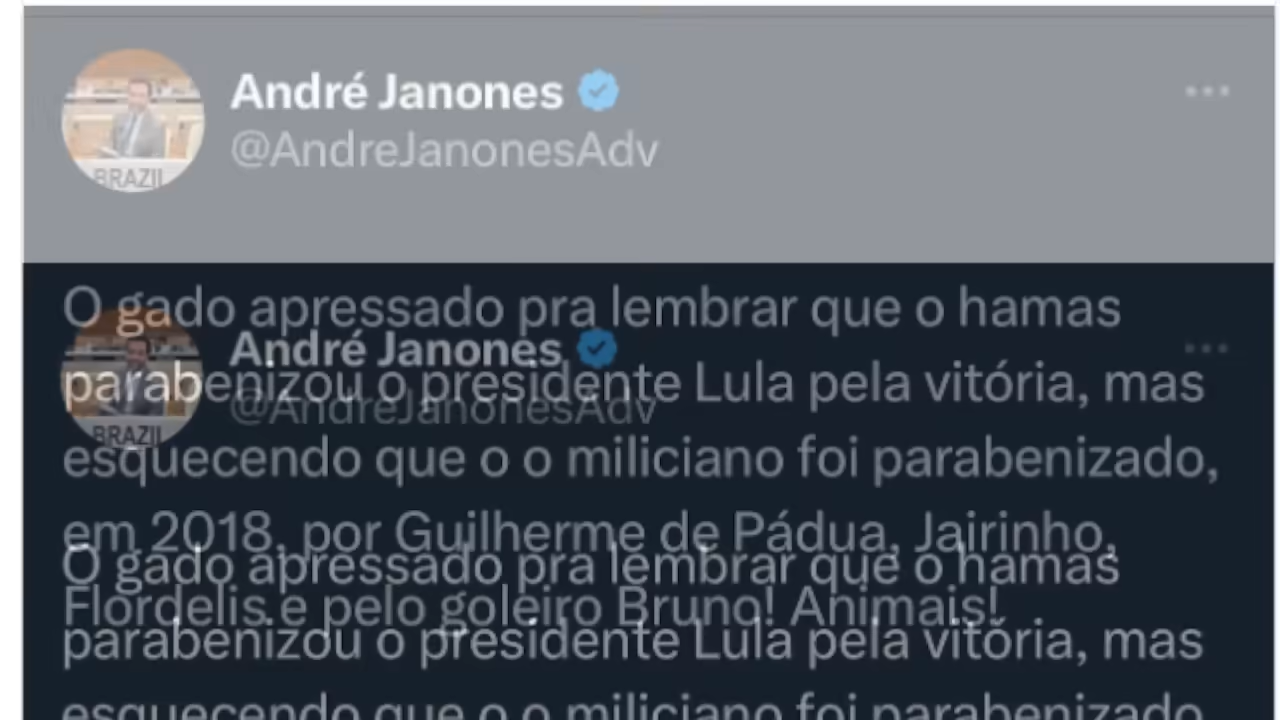 André Janones
@AndreJanonesAdv
BRAZIL
O gado apressado pra lembrar que o hamas
André Janones
parabenizou o presidente Lula pela vitória, mas
@AndreJanonesAdv
BRAZIL
esquecendo que o o miliciano foi parabenizado,
em 2018, por Guilherme de Pádua, Jairinho,
O gado apressado pra lembrar que o hamas
Flordelis e pelo goleiro Bruno! Animais!
parabenizou o presidente Lula pela vitória, mas
esquecendo que o o miliciano foi parabenizado,